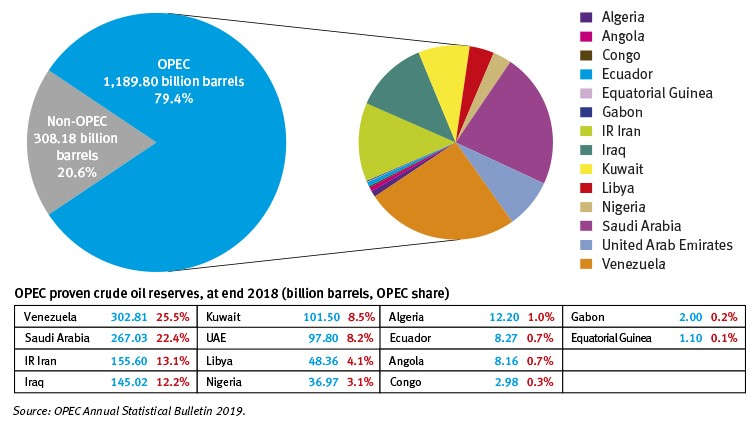 OPEC
1,189.80 billion barrels
79.4%
Non-OPEC
308.18 billion
barrels
20.6%
Algeria
Angola
Congo
Ecuador
Equatorial Guinea
Gabon
IR Iran
Iraq
Kuwait
Libya
Nigeria
Saudi Arabia
United Arab Emirates
Venezuela
OPEC proven crude oil reserves, at end 2018 (billion barrels, OPEC share)
Venezuela 302.81 25.5% Kuwait 101.50 8.5% Algeria 12.20 1.0% Gabon 2.00 0.2%
Saudi Arabia 267.03 22.4% UAE 97.80 8.2% Ecuador 8.27 0.7% Equatorial Guinea 1.10 0.1%
IR Iran 155.60 13.1% Libya 48.36 4.1% Angola 8.16 0.7%
Iraq 145.02 12.2% Nigeria 36.97 3.1% Congo 2.98 0.3%
Source: OPEC Annual Statistical Bulletin 2019.